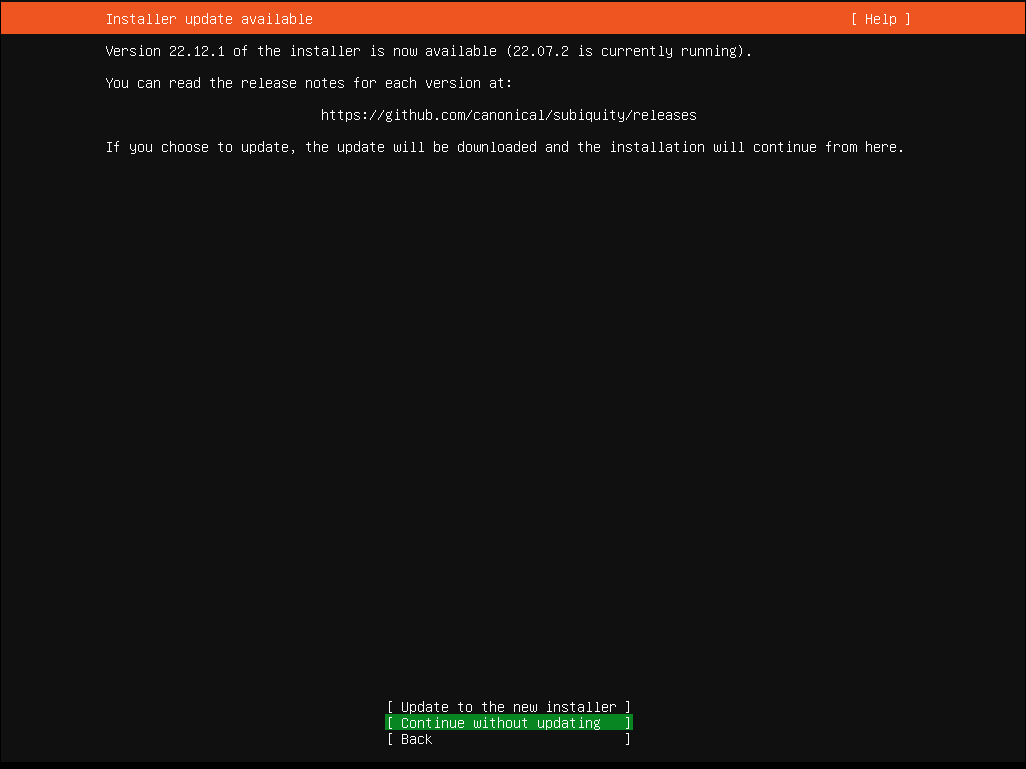 Installer update available [ Help ]
Version 22.12.1 of the installer is now available (22.07.2 is currently running).
You can read the release notes for each version at:
https://github.com/canonical/subiquity/releases
If you choose to update, the update will be downloaded and the installation will continue from here.
[ Update to the new installer ]
[ Continue without updating ]
[ Back ]